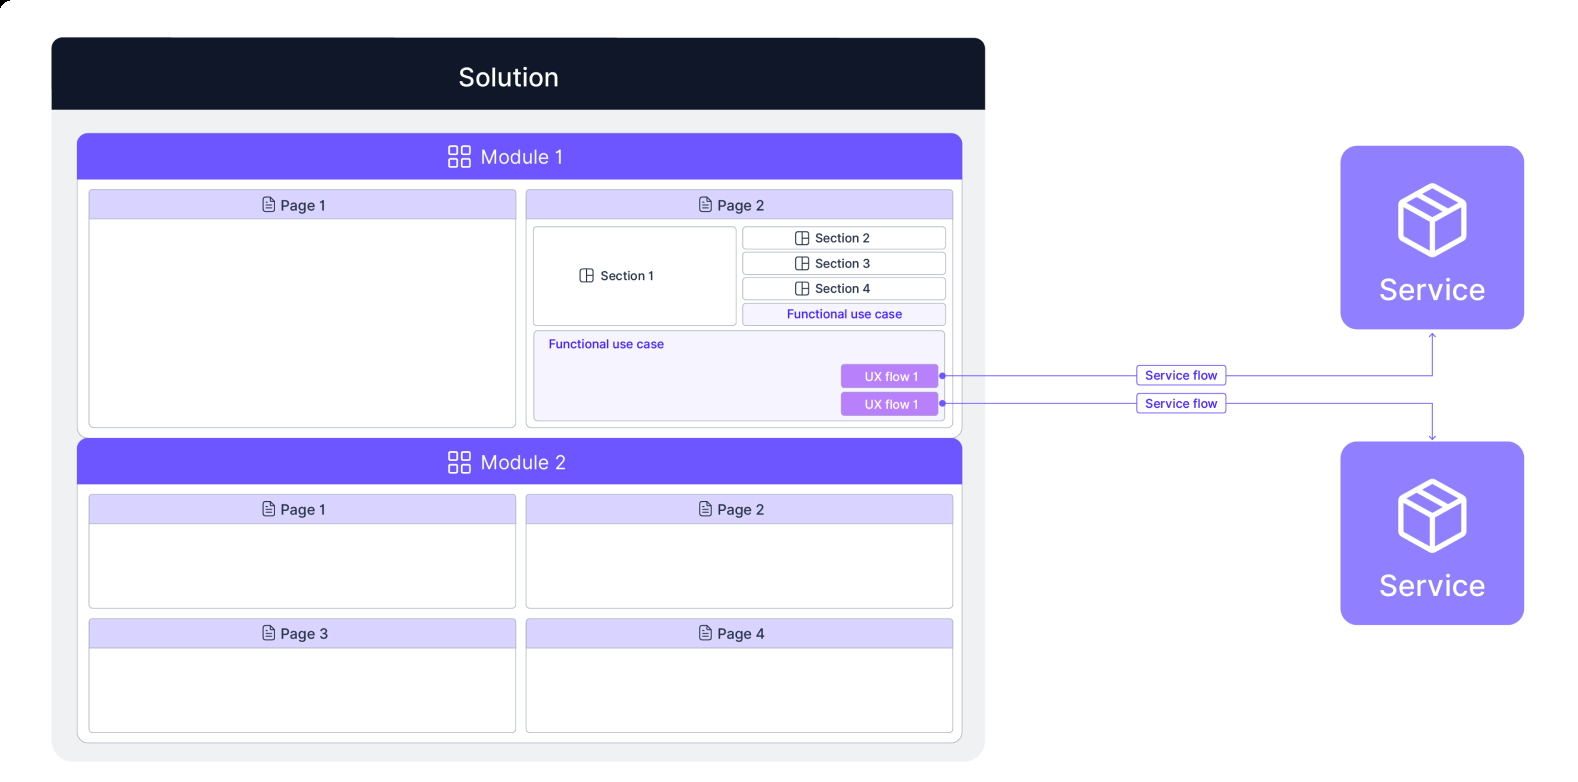 Solution
Module 1
Page 1
Page 2
Section 1
Section 2
Section 3
Section 4
Functional use case
Functional use case
UX flow 1
UX flow 1
Service flow
Service flow
Service
Service
Module 2
Page 1
Page 2
Page 3
Page 4